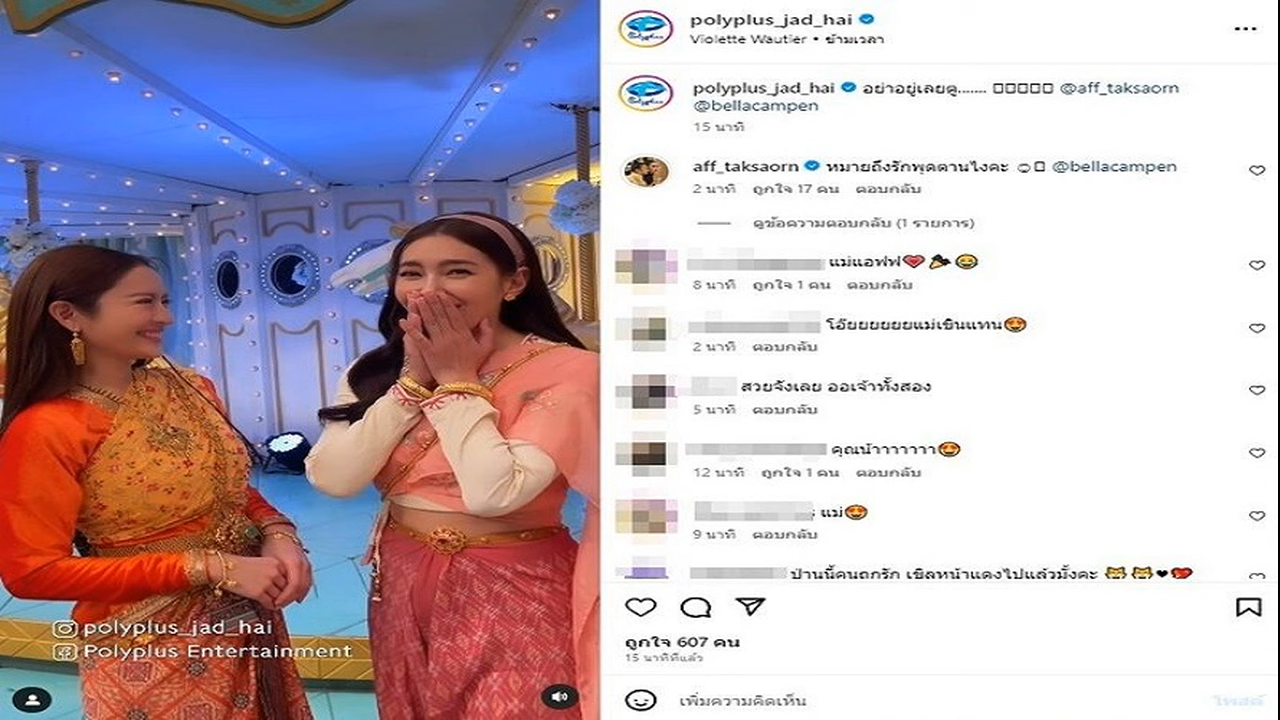 polyplus_jad_hai
Violette Wautier • ข้ามเวลา
polyplus_jad_hai อย่าอยู่เลยตู....... @aff_taksaorn
@bellacampen
15 นาที
aff_taksaorn หมายถึงรักพุดตานไงคะ @bellacampen
2 นาที ถูกใจ 17 คน ตอบกลับ
ดูข้อความตอบกลับ (1 รายการ)
แม่แอฟฟ
8 นาที ถูกใจ 1 คน ตอบกลับ
โอ๊ยยยยยยแม่เขินแทน
2 นาที ตอบกลับ
สวยจังเลย ออเจ้าทั้งสอง
5 นาที ตอบกลับ
คุณน้าาาาาาา
12 นาที ถูกใจ 1 คน ตอบกลับ
แม่
9 นาที ตอบกลับ
ป่านนี้คนถูกรัก เขิลหน้าแดงไปแล้วมั้งคะ
ถูกใจ 607 คน
15 นาทีที่แล้ว
เพิ่มความคิดเห็น
โพสต์
polyplus_jad_hai
Polyplus Entertainment